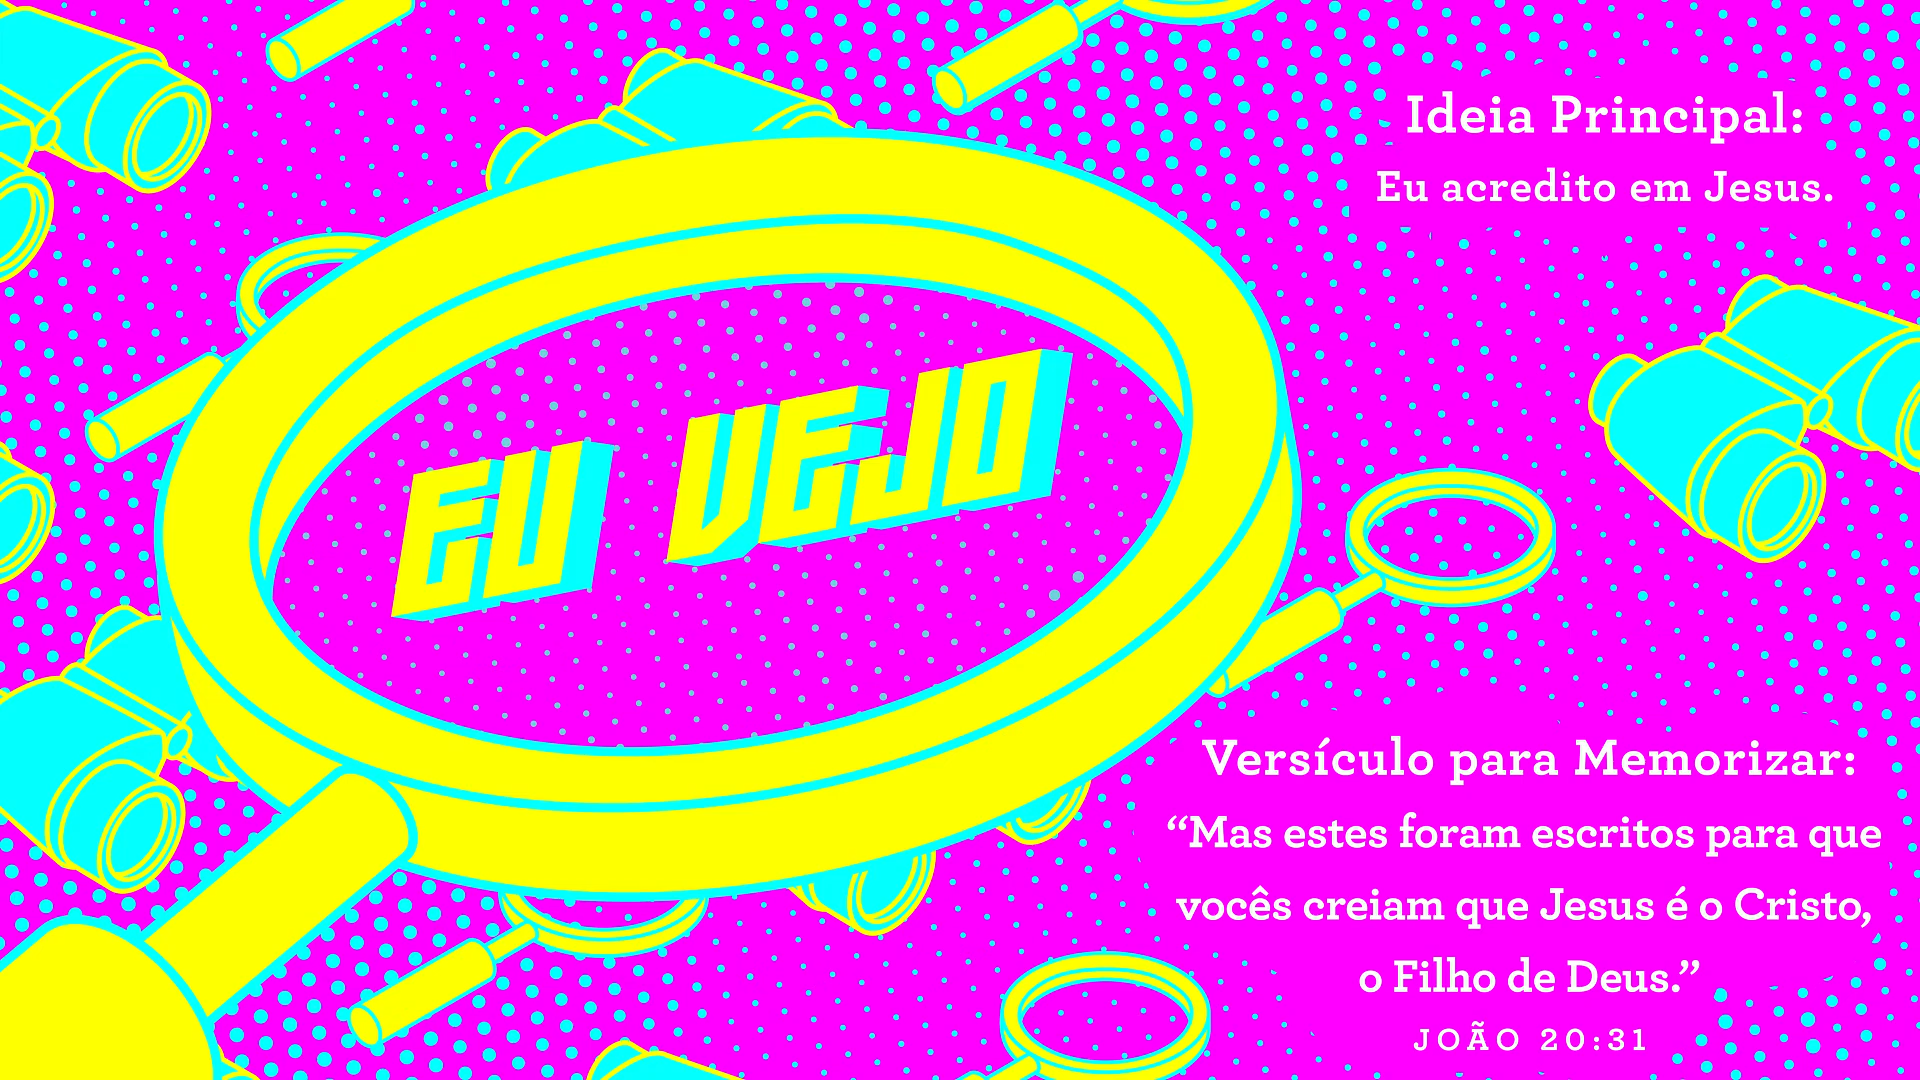 EU VEJO
Ideia Principal:
Eu acredito em Jesus.
Versículo para Memorizar:
“Mas estes foram escritos para que
vocês creiam que Jesus é o Cristo,
o Filho de Deus.”
JOÃO 20:31